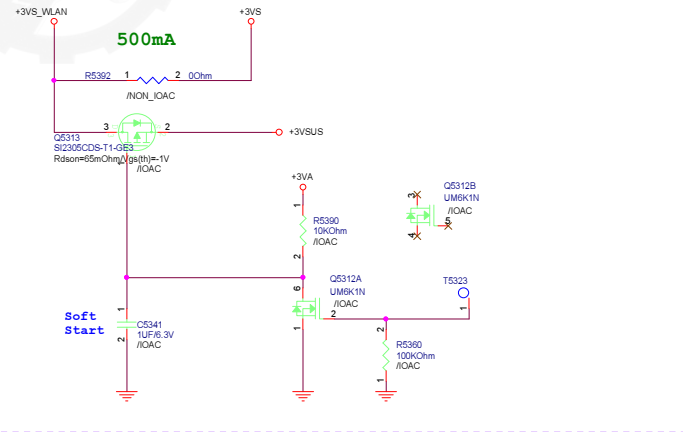 +3VS_WLAN
+3VS
500mA
R5392 1 2 0Ohm
/NON_IOAC
3 2
+3VSUS
Q5313
SI2305CDS-T1-GE3
Rdson=65mOhm/Vgs(th)=-1V
1
/IOAC
+3VA
1
R5390
10KOhm
/IOAC
2
3
Q5312B
UM6K1N
/IOAC
5
4
6
Q5312A
UM6K1N
/IOAC
2
1
T5323
1
Soft
Start
1
C5341
1UF/6.3V
/IOAC
2
2
R5360
100KOhm
/IOAC
1